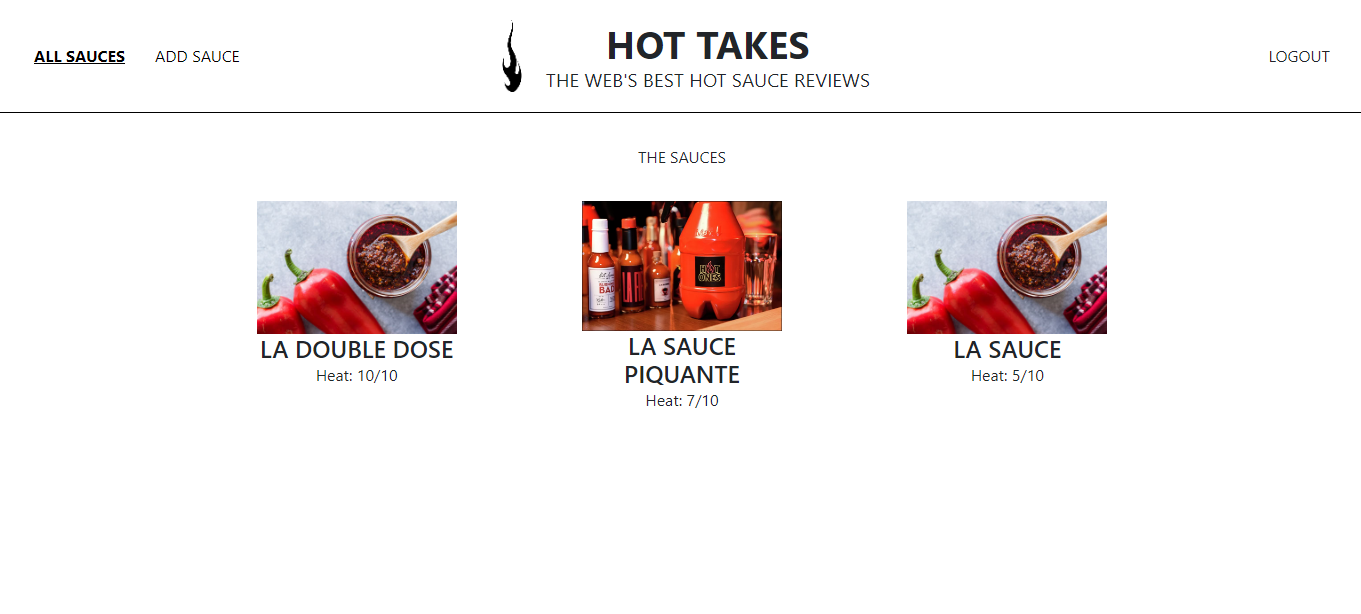 ALL SAUCES
ADD SAUCE
HOT TAKES
THE WEB'S BEST HOT SAUCE REVIEWS
LOGOUT
THE SAUCES
HOT
ONES
BAD
LA DOUBLE DOSE
Heat: 10/10
LA SAUCE
PIQUANTE
Heat: 7/10
LA SAUCE
Heat: 5/10